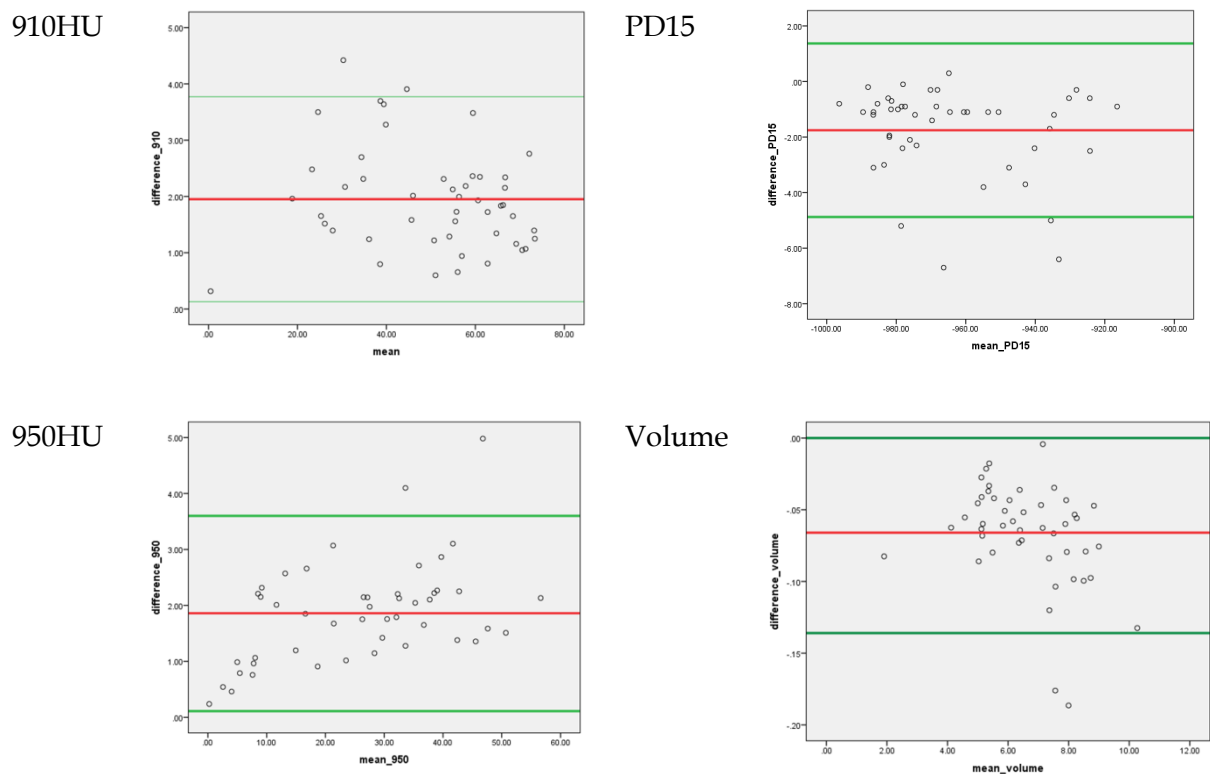 910HU
5.00
4.00
3.00
2.00
1.00
.00
difference_910
.00 20.00 40.00 60.00 80.00
mean
PD15
2.00
.00
-2.00
-4.00
-6.00
-8.00
difference_PD15
-1000.00 -980.00 -960.00 -940.00 -920.00 -900.00
mean_PD15
950HU
5.00
4.00
3.00
2.00
1.00
.00
difference_950
.00 10.00 20.00 30.00 40.00 50.00 60.00
mean_950
Volume
.00
-.05
-.10
-.15
-.20
difference_volume
.00 2.00 4.00 6.00 8.00 10.00 12.00
mean_volume